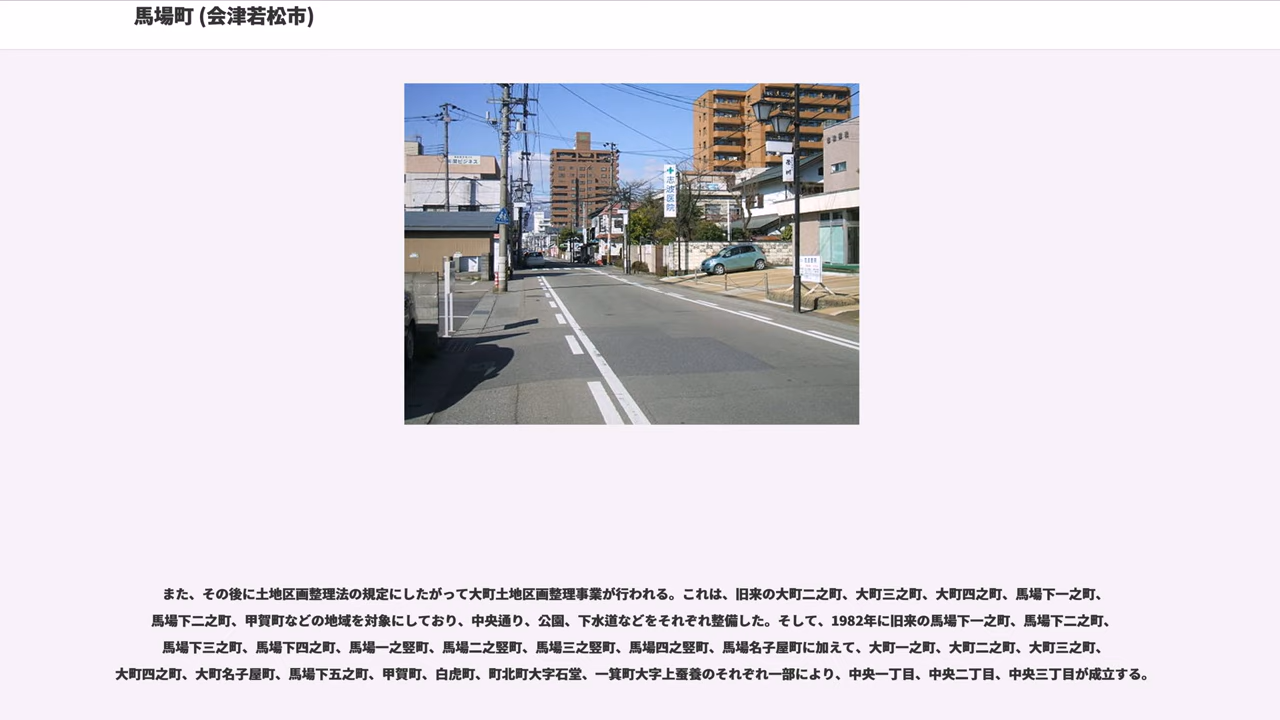 馬場町 (会津若松市)
志波医院
また、その後に土地区画整理法の規定にしたがって大町土地区画整理事業が行われる。これは、旧来の大町二之町、大町三之町、大町四之町、馬場下一之町、
馬場下二之町、甲賀町などの地域を対象にしており、中央通り、公園、下水道などをそれぞれ整備した。そして、1982年に旧来の馬場下一之町、馬場下二之町、
馬場下三之町、馬場下四之町、馬場一之竪町、馬場二之竪町、馬場三之竪町、馬場四之竪町、馬場名子屋町に加えて、大町一之町、大町二之町、大町三之町、
大町四之町、大町名子屋町、馬場下五之町、甲賀町、白虎町、町北町大字石堂、一箕町大字上蚕養のそれぞれ一部により、中央一丁目、中央二丁目、中央三丁目が成立する。